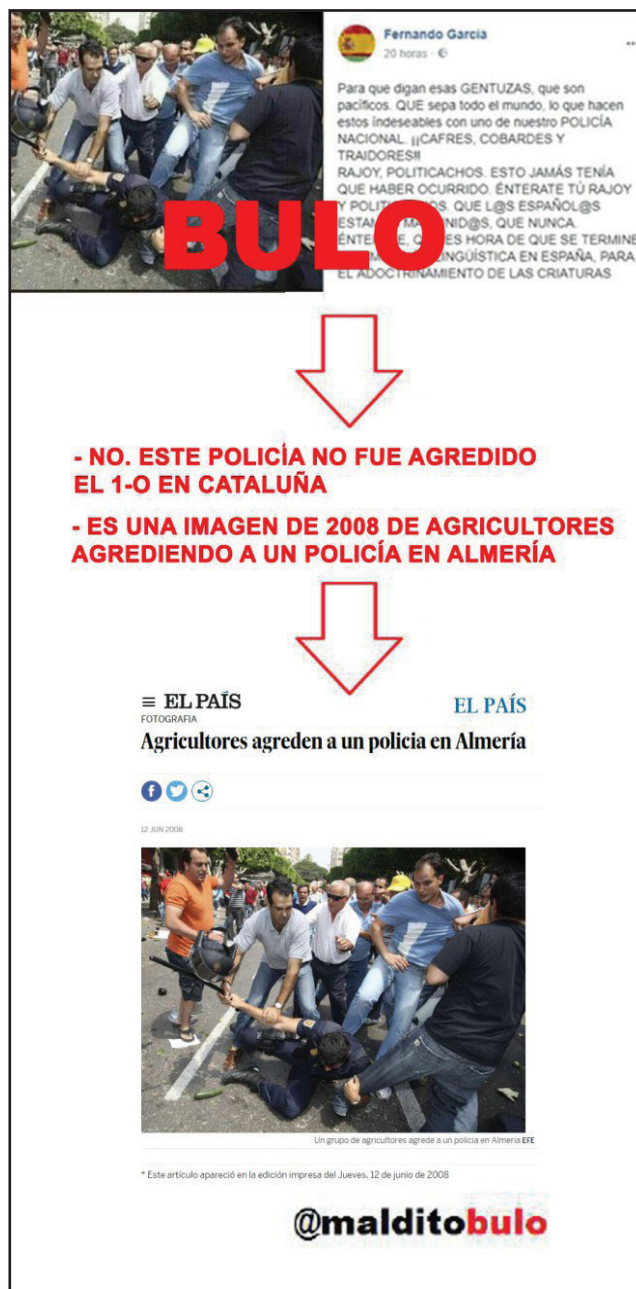 Fernando García
20 horas
Para que digan esas GENTUZAS, que son
pacíficos. QUE sepa todo el mundo, lo que hacen
estos índeseables con uno de nuestro POLICÍA
NACIONAL. ¡¡CAFRES, COBARDES Y
TRAIDORES!!
RAJOY, POLITICACHOS. ESTO JAMÁS TENÍA
QUE HABER OCURRIDO. ÉNTERATE TÚ RAJOY
QUE L@S ESPAÑOL@S
QUE NUNCA.
ES HORA DE QUE SE TERMINE
LINGÜÍSTICA EN ESPAÑA, PARA
EL ADOCTRINAMIENTO DE LAS CRIATURAS
BULO
- NO. ESTE POLICÍA NO FUE AGREDIDO
EL 1-O EN CATALUÑA
- ES UNA IMAGEN DE 2008 DE AGRICULTORES
AGREDIENDO A UN POLICÍA EN ALMERÍA
EL PAÍS
EL PAÍS
FOTOGRAFIA
Agricultores agreden a un policia en Almería
12 JUN 2008
Un grupo de agricultores agrede a un policia en Almeria EFE
* Este artículo apareció en la edición impresa del Jueves, 12 de junio de 2008
@malditobulo